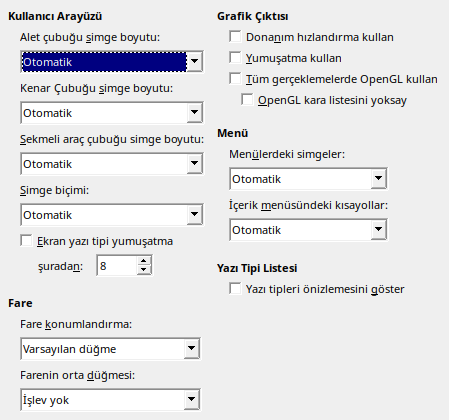 Kullanıcı Arayüzü
Alet çubuğu simge boyutu:
Otomatik
Kenar Çubuğu simge boyutu:
Otomatik
Sekmeli araç çubuğu simge boyutu:
Otomatik
Simge biçimi:
Otomatik
Ekran yazı tipi yumuşatma
şuradan:
8
Fare
Fare konumlandırma:
Varsayılan düğme
Farenin orta düğmesi:
İşlev yok
Grafik Çıktısı
Donanım hızlandırma kullan
Yumuşatma kullan
Tüm gerçeklemelerde OpenGL kullan
OpenGL kara listesini yoksay
Menü
Menülerdeki simgeler:
Otomatik
İçerik menüsündeki kısayollar:
Otomatik
Yazı Tipi Listesi
Yazı tipleri önizlemesini göster